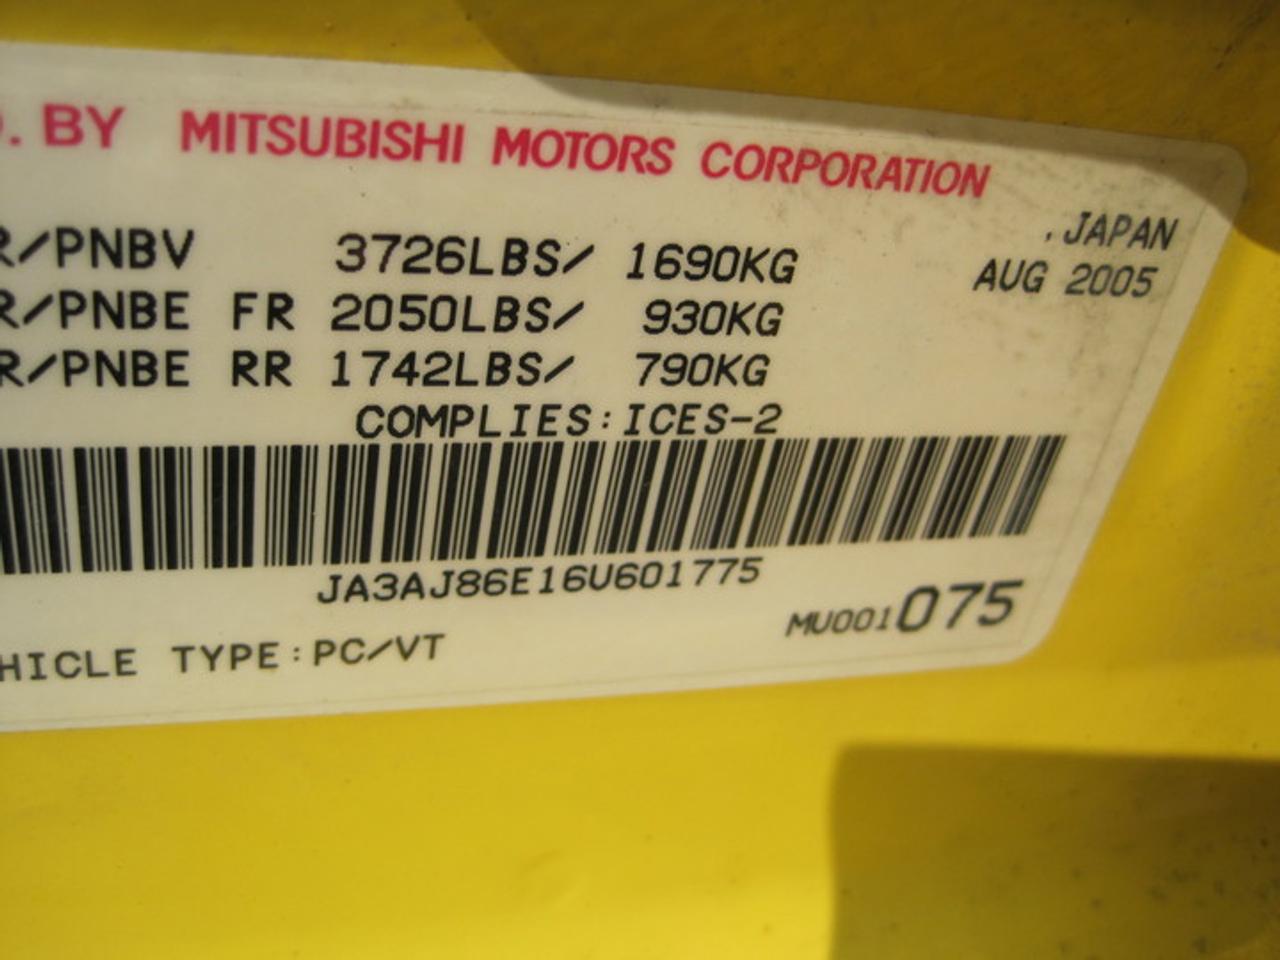 . BY MITSUBISHI MOTORS CORPORATION
JAPAN
R/PNBV 3726LBS/ 1690KG
AUG 2005
R/PNBE FR 2050LBS/ 930KG
R/PNBE RR 1742LBS/ 790KG
COMPLIES:ICES-2
JA3AJ86E16U601775
MU001075
HICLE TYPE:PC/VT